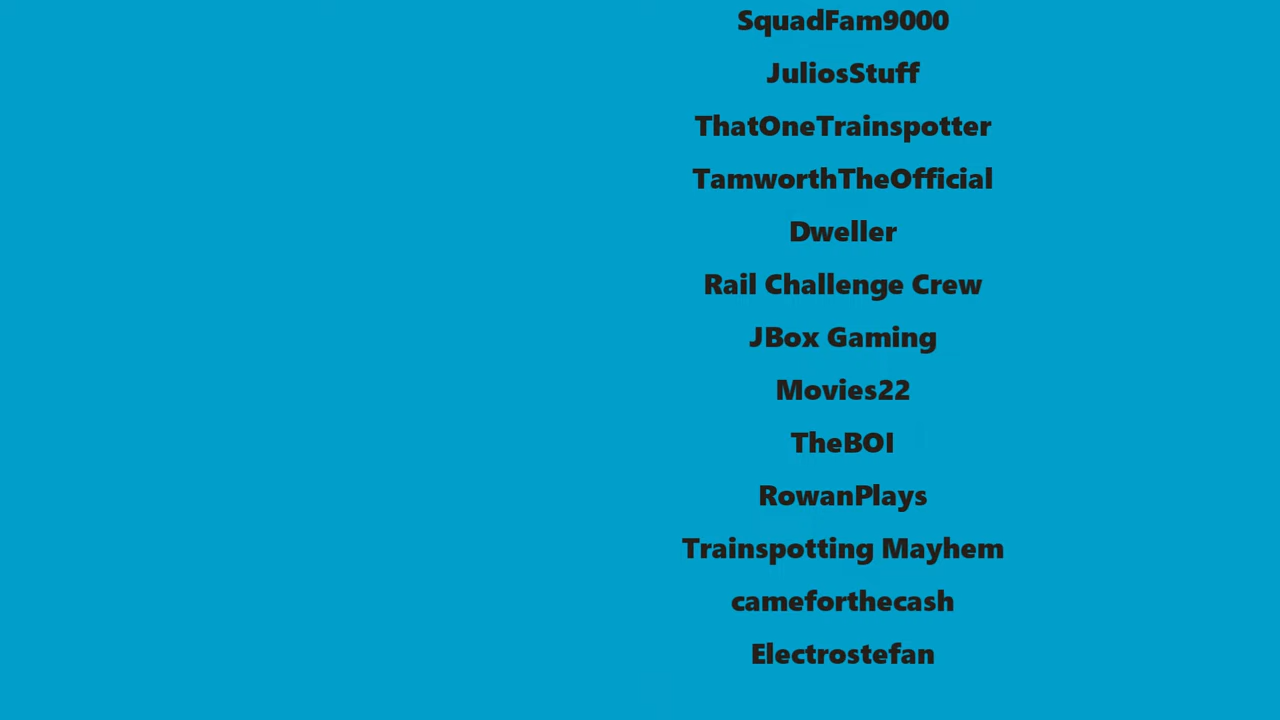 SquadFam9000
JuliosStuff
ThatOneTrainspotter
TamworthTheOfficial
Dweller
Rail Challenge Crew
JBox Gaming
Movies22
TheBOI
RowanPlays
Trainspotting Mayhem
cameforthecash
Electrostefan